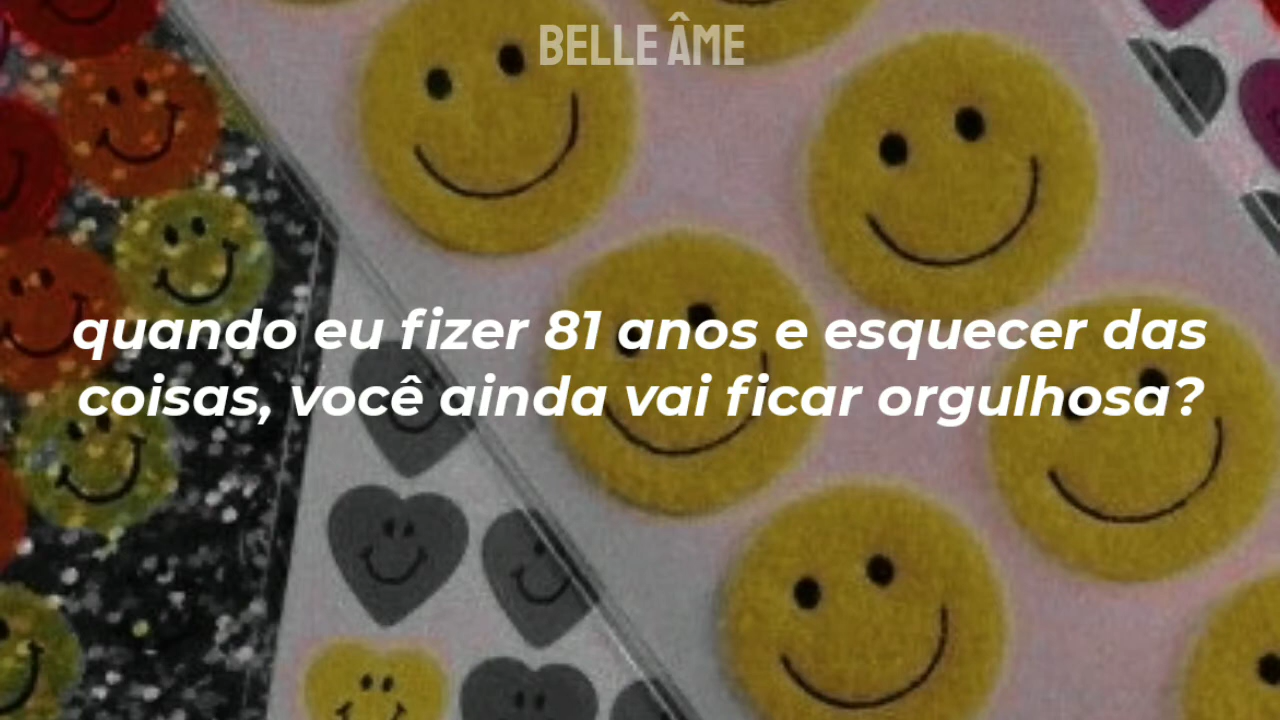 BELLE ÂME
quando eu fizer 81 anos e esquecer das
coisas, você ainda vai ficar orgulhosa?